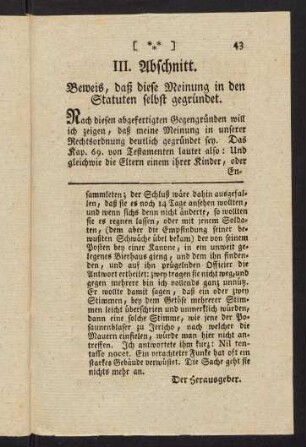 [ *** ] 43
III. Abschnitt.
Beweis, daß diese Meinung in den
Statuten selbst gegründet.
Nach diesen abgefertigten Gegengründen will
ich zeigen, daß meine Meinung in unserer
Rechtsordnung deutlich gegründet sey. Das
Kap. 69. von Testamenten lautet also: Und
gleichwie die Eltern einem ihrer Kinder, oder
En-
sammleten; der Schluß wäre dahin ausgefal-
len, daß sie es noch 14 Tage ansehen wollten,
und wenn sichs denn nicht änderte, so wollten
sie es regnen lassen, oder mit jenem Solda-
ten, (dem aber die Empfindung seiner be-
wußten Schwäche übel bekam) der von seinem
Posten bey einer Kanone, in ein unweit ge-
legenes Bierhaus gieng, und dem ihn finden-
den, und auf ihn prügelnden Officier die
Antwort ertheilet: zwey tragen sie nicht weg, und
gegen mehrere bin ich vollends ganz unnütz.
Er wollte damit sagen, daß ein oder zwey
Stimmen, bey dem Getöse mehrerer Stim-
men leicht überschrien und unmerklich würden,
dann eine solche Stimme, wie jene der Po-
saunenblaser zu Jericho, nach welcher die
Mauern einfielen, würde man hier nicht an-
treffen. Ich antwortete ihm kurz: Nil ten-
tasse nocet. Ein verachteter Funke hat oft ein
starkes Gebäude verwüstet. Die Sache geht sie
nichts mehr an.
Der Herausgeber.